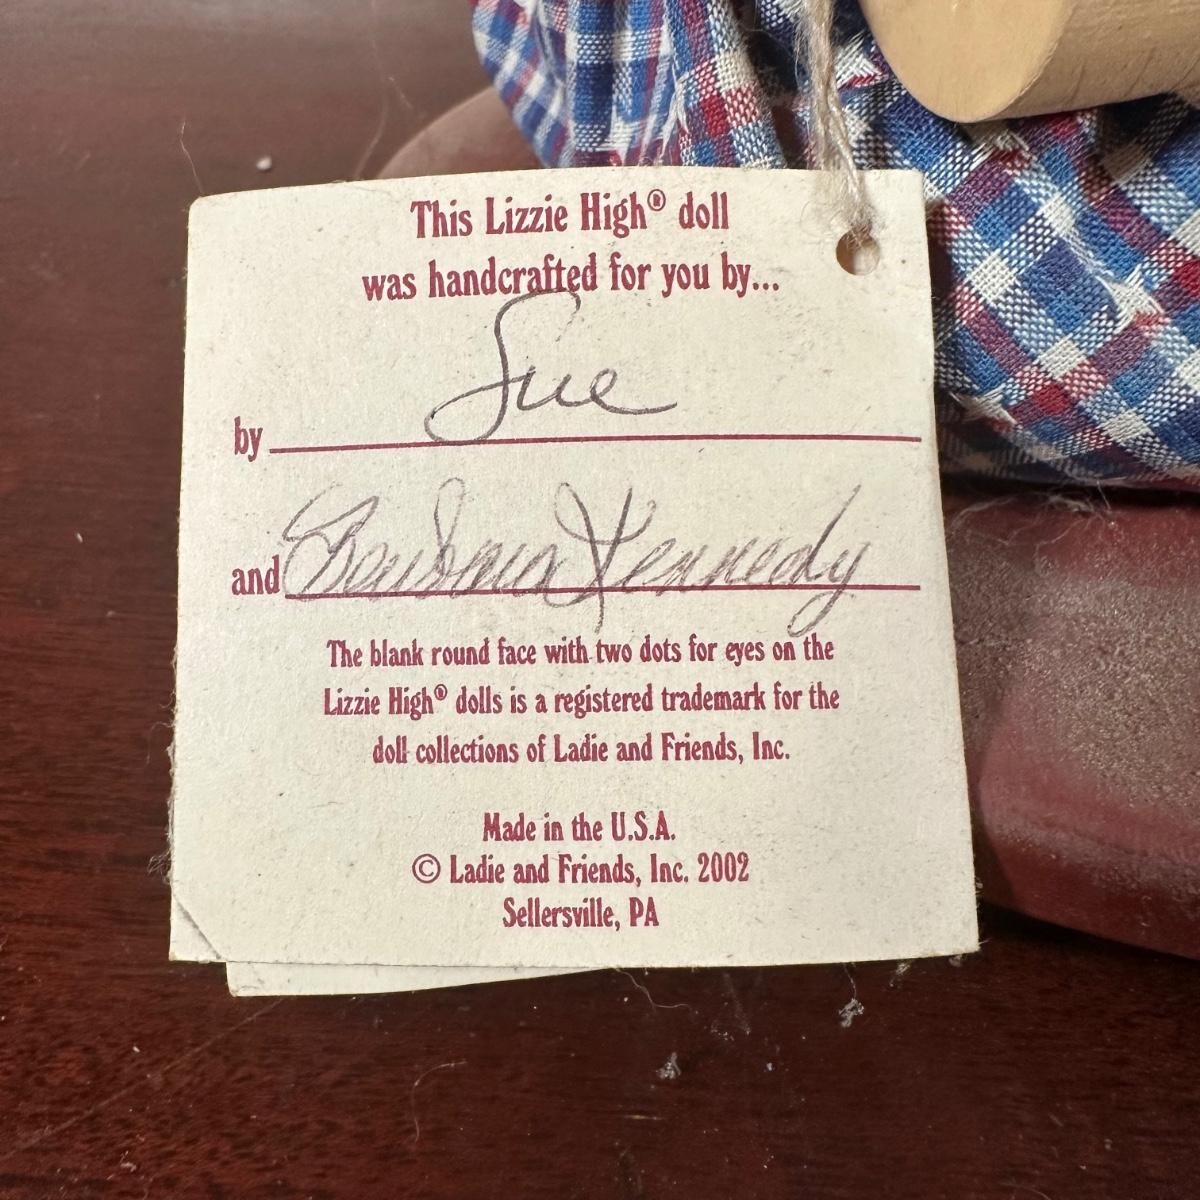 This Lizzie High® doll
was handcrafted for you by...
by Sue
and Barbara Kennedy
The blank round face with two dots for eyes on the
Lizzie High® dolls is a registered trademark for the
doll collections of Ladie and Friends, Inc.
Made in the U.S.A.
© Ladie and Friends, Inc. 2002
Sellersville, PA